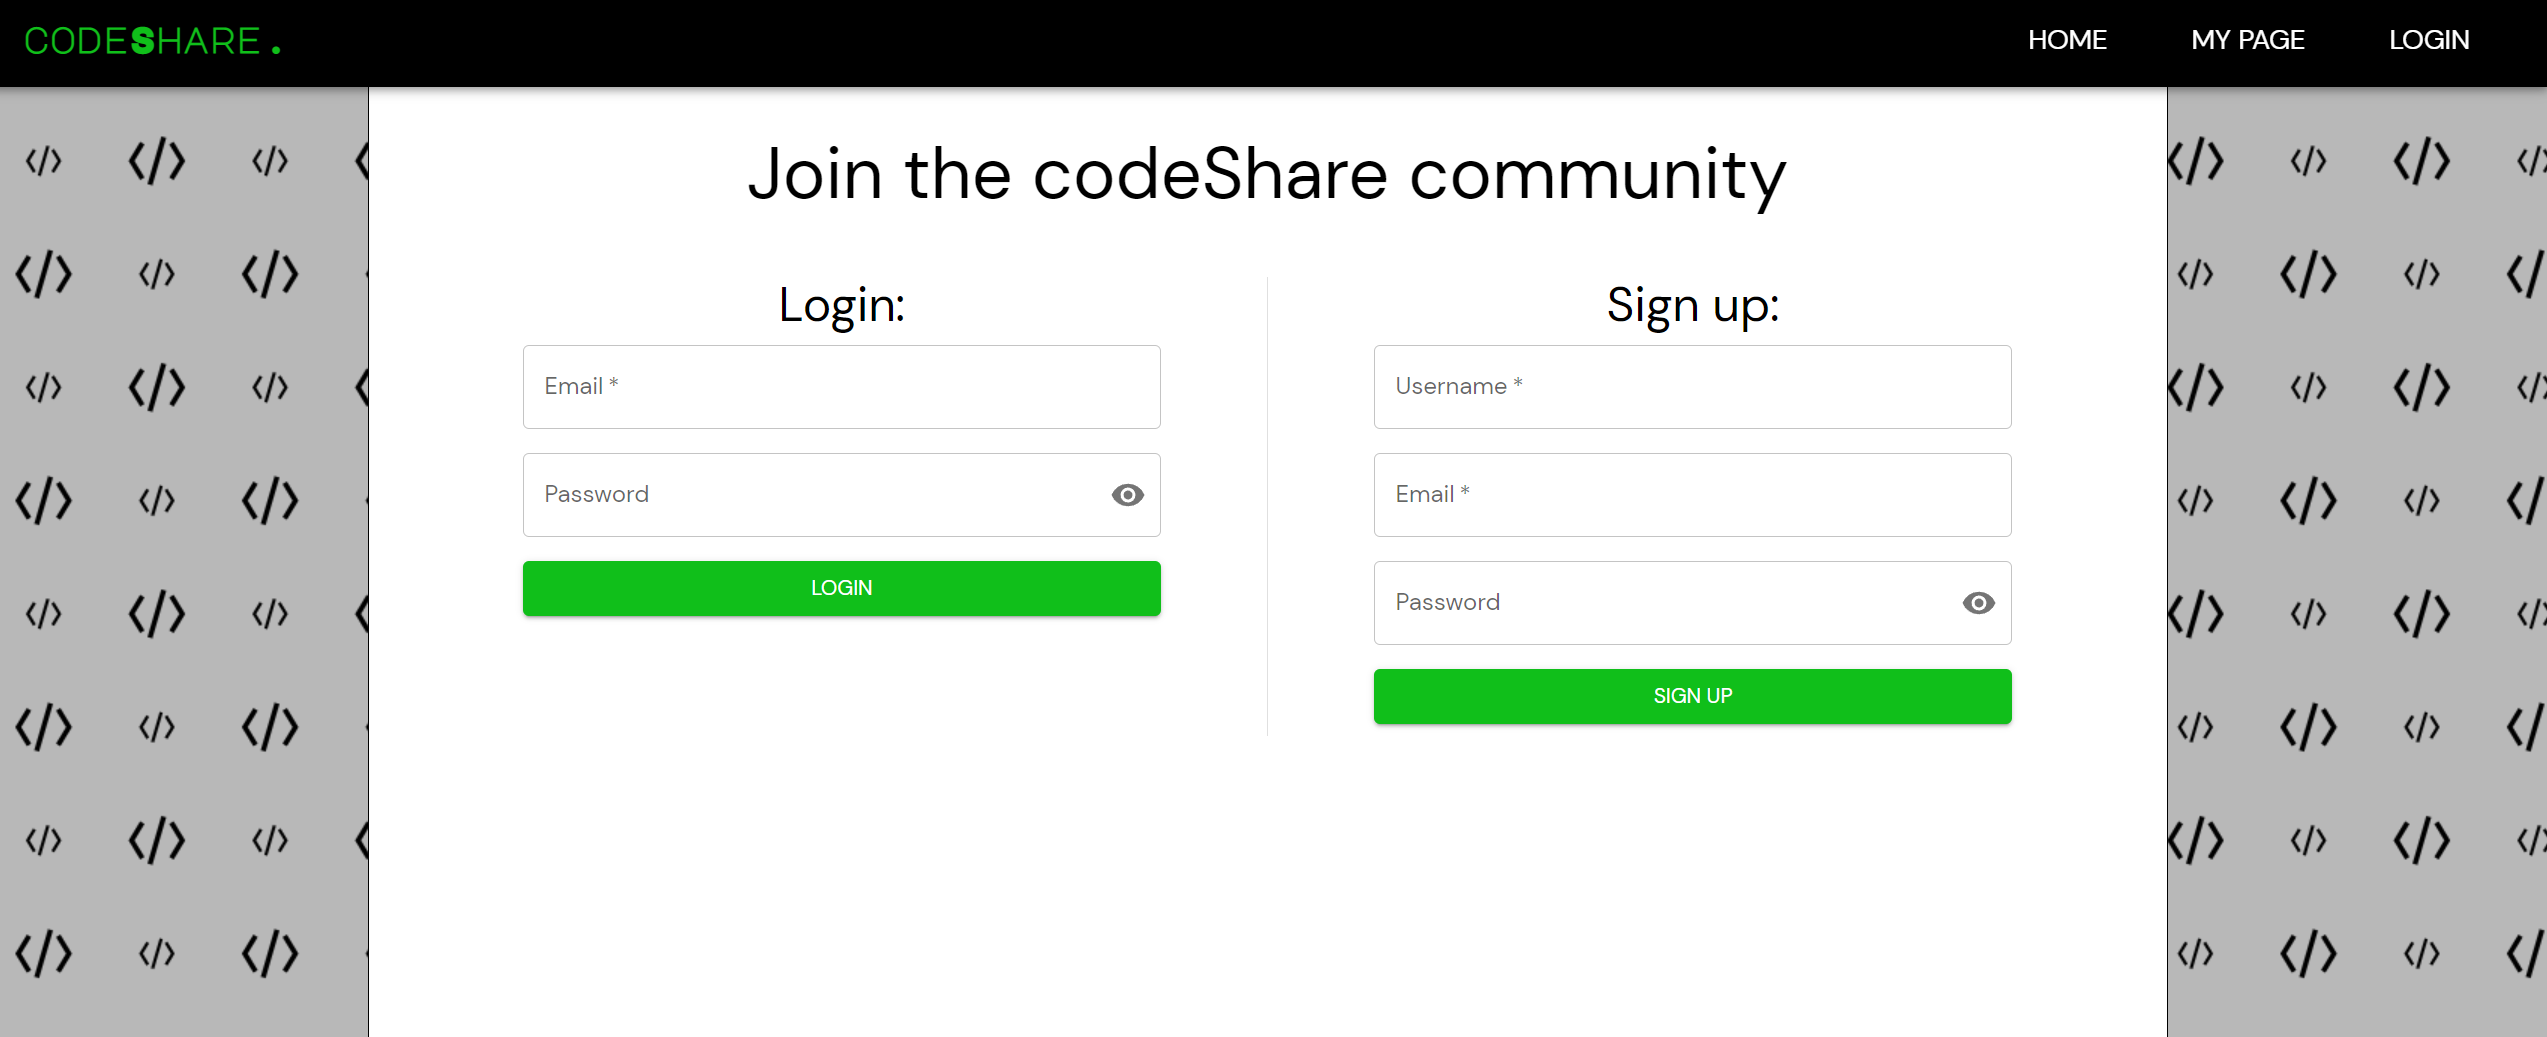 CODESHARE.
HOME MY PAGE LOGIN
Join the codeShare community
Login:
Email *
Password
LOGIN
Sign up:
Username *
Email *
Password
SIGN UP